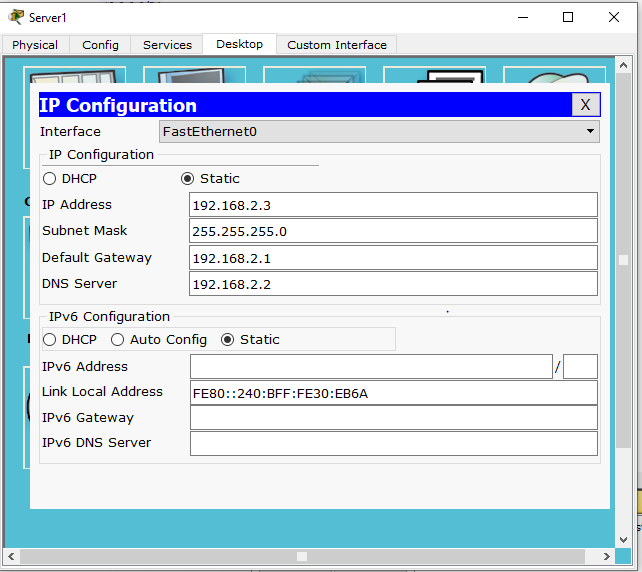 Server1
Physical Config Services Desktop Custom Interface
IP Configuration X
Interface FastEthernet0
IP Configuration
DHCP Static
IP Address 192.168.2.3
Subnet Mask 255.255.255.0
Default Gateway 192.168.2.1
DNS Server 192.168.2.2
IPv6 Configuration
DHCP Auto Config Static
IPv6 Address /
Link Local Address FE80::240:BFF:FE30:EB6A
IPv6 Gateway
IPv6 DNS Server